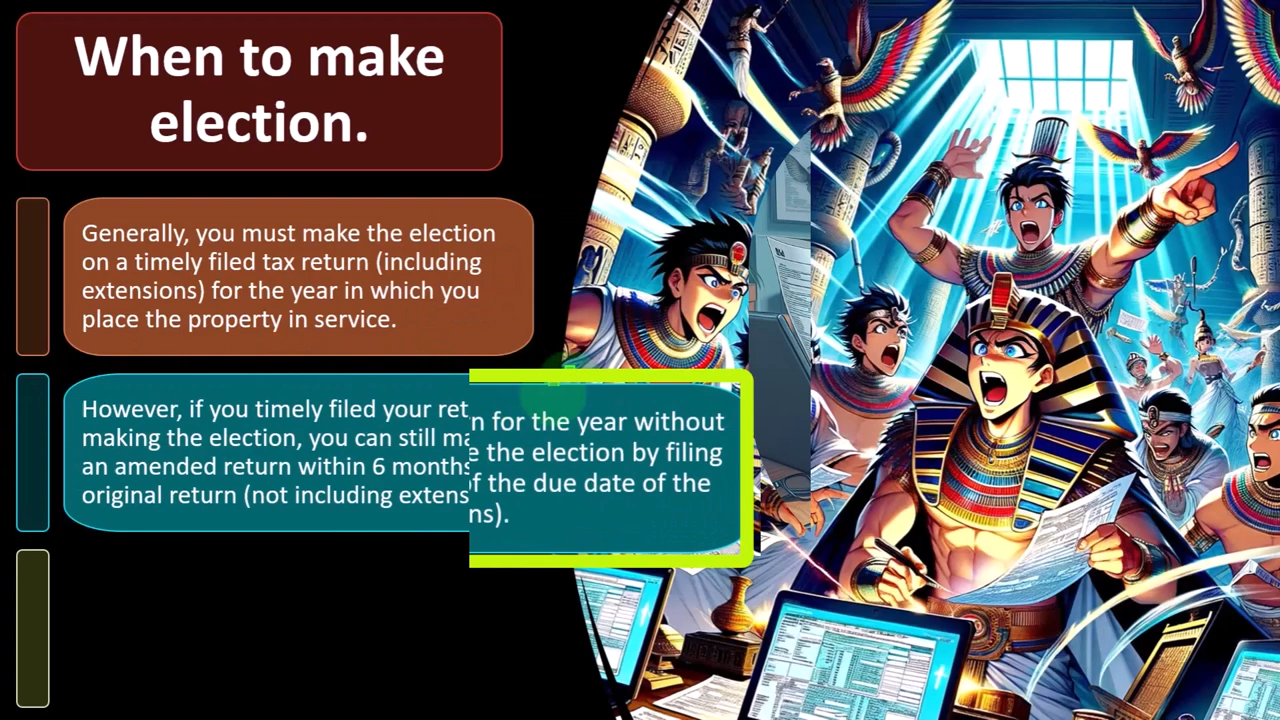 When to make
election.
Generally, you must make the election
on a timely filed tax return (including
extensions) for the year in which you
place the property in service.
However, if you timely filed your ret n for the year without
making the election, you can still ma e the election by filing
an amended return within 6 months of the due date of the
original return (not including extens ns).